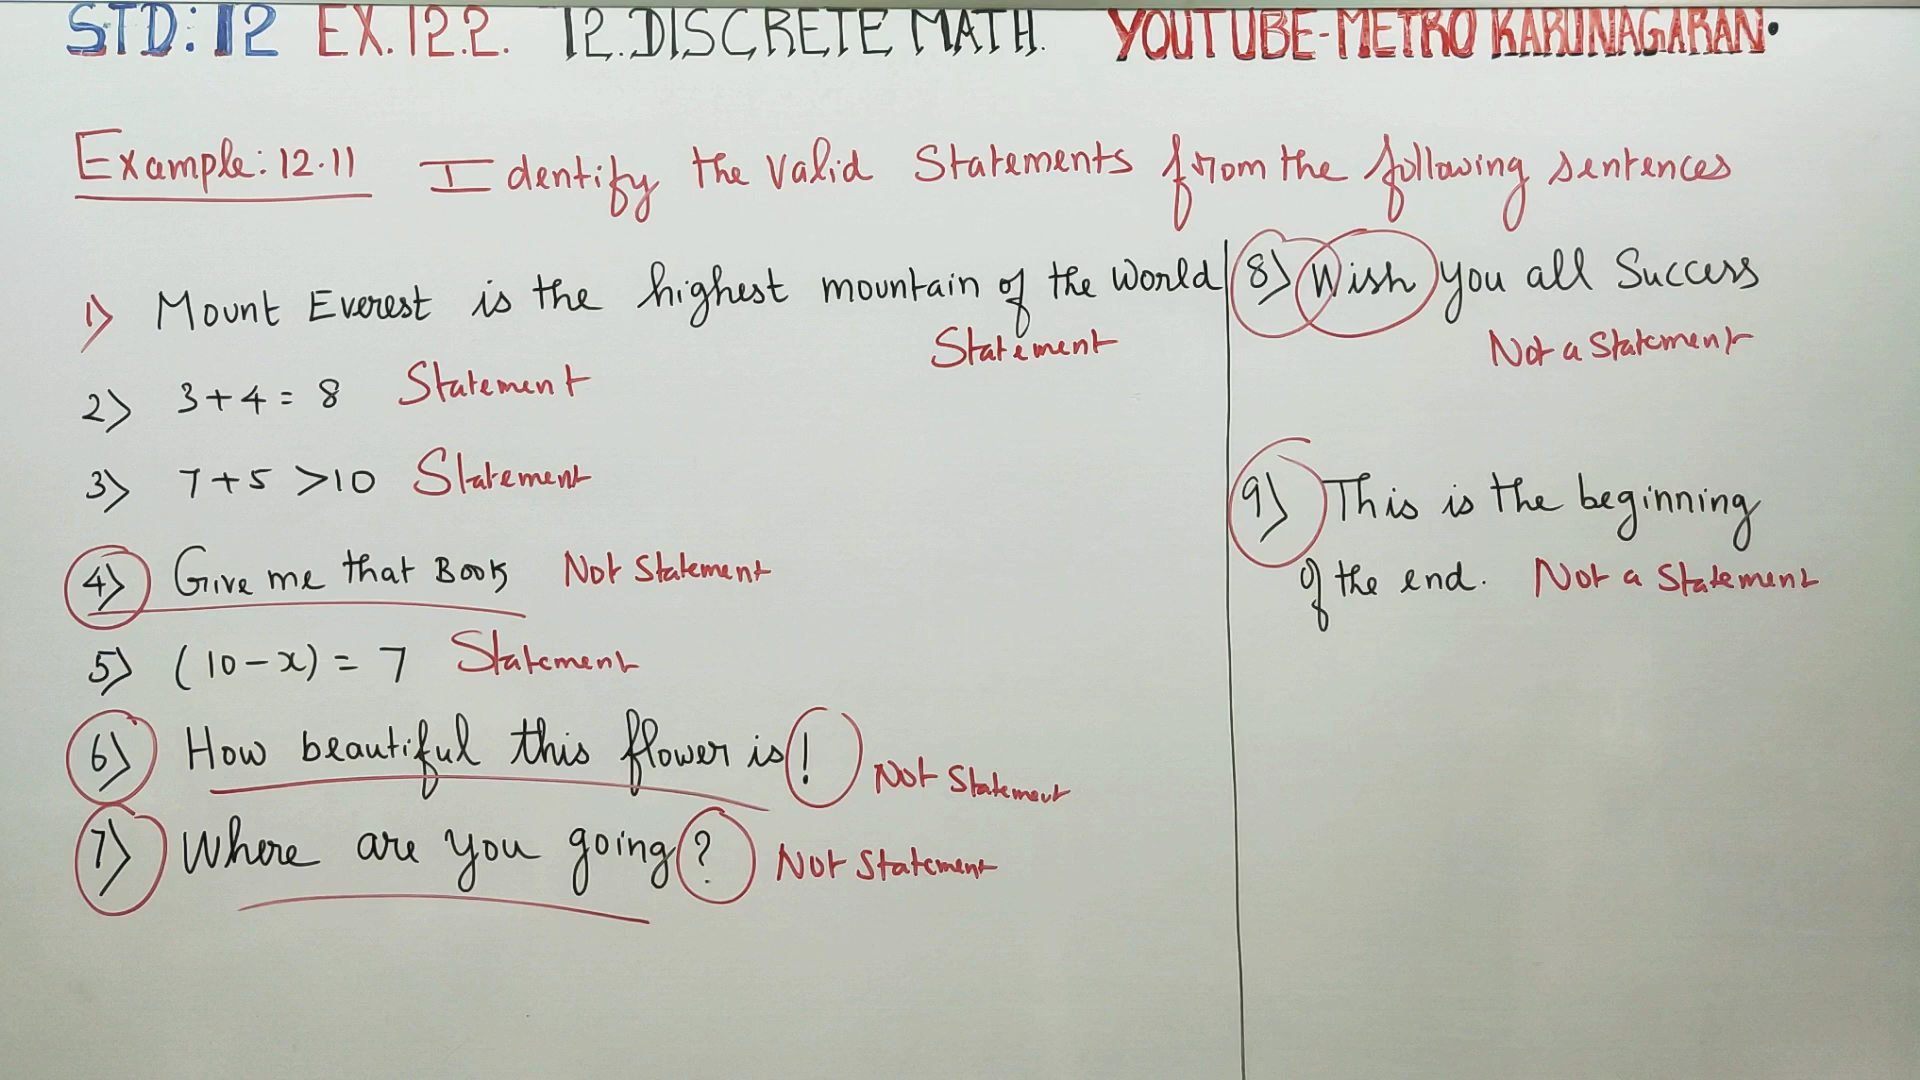 STD: 12 EX.12.2. 12.DISCRETE MATH. YOUTUBE-METRO KARUNAGARAN.
Example: 12.11 Identify the Valid Statements from the following sentences
1) Mount Everest is the highest mountain of the World
Statement
2) 3+4 = 8 Statement
3) 7+5 >10 Statement
4) Give me that Book Not Statement
5) (10-x) = 7 Statement
6) How beautiful this flower is! Not Statement
7) Where are you going? Not Statement
8) Wish you all Success
Not a Statement
9) This is the beginning
of the end. Not a Statement